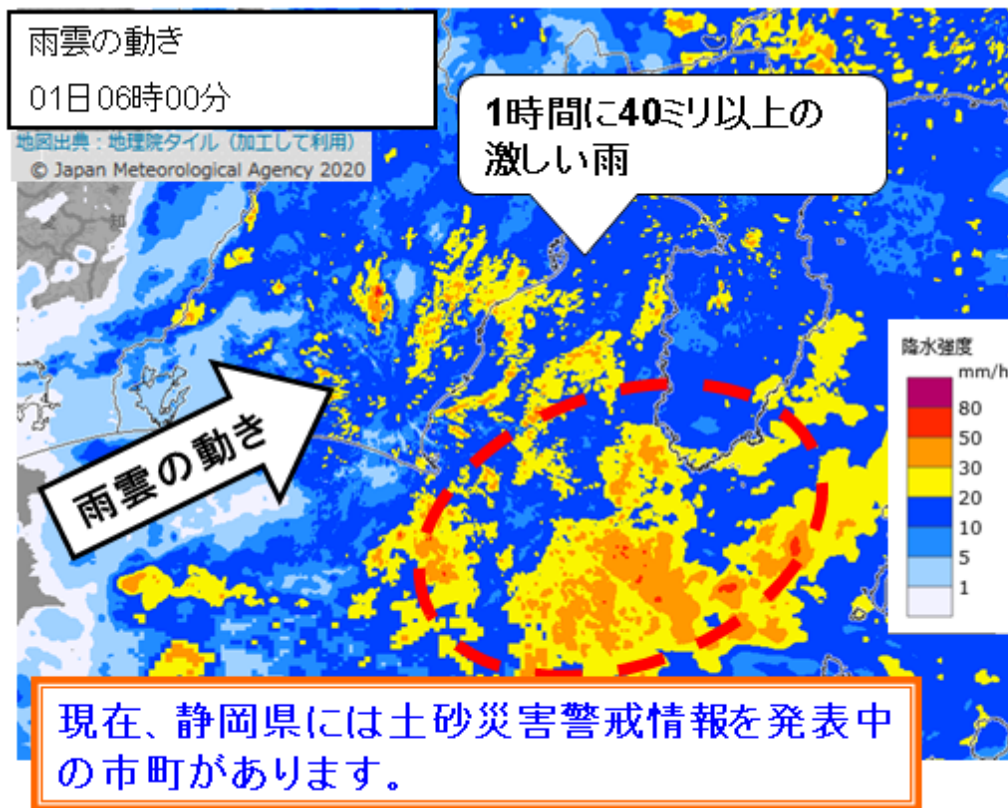 雨雲の動き
01日06時00分
地図出典：地理院タイル（加工して利用）
© Japan Meteorological Agency 2020
1時間に40ミリ以上の
激しい雨
知
降水強度
mm/h
80
50
30
20
10
5
1
雨雲の動き
現在、静岡県には土砂災害警戒情報を発表中
の市町があります。